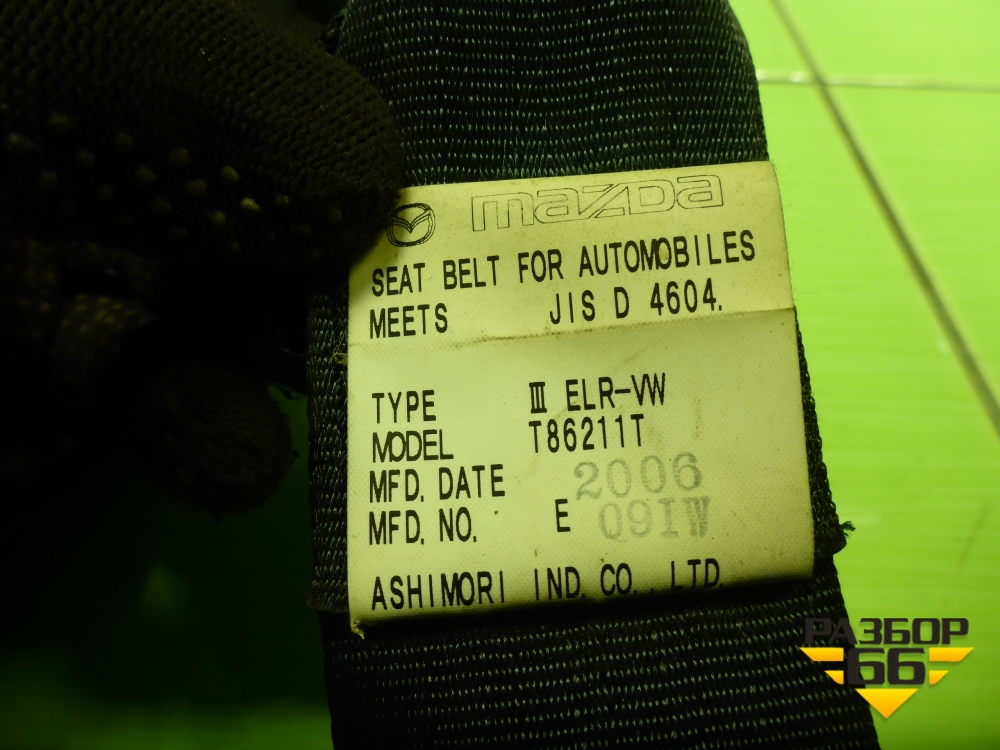 mazda
SEAT BELT FOR AUTOMOBILES
MEETS JIS D 4604.
TYPE III ELR-VW
MODEL T86211T
MFD. DATE 2006
MFD. NO. E 09IW
ASHIMORI IND. CO., LTD.
РАЗБОР
66